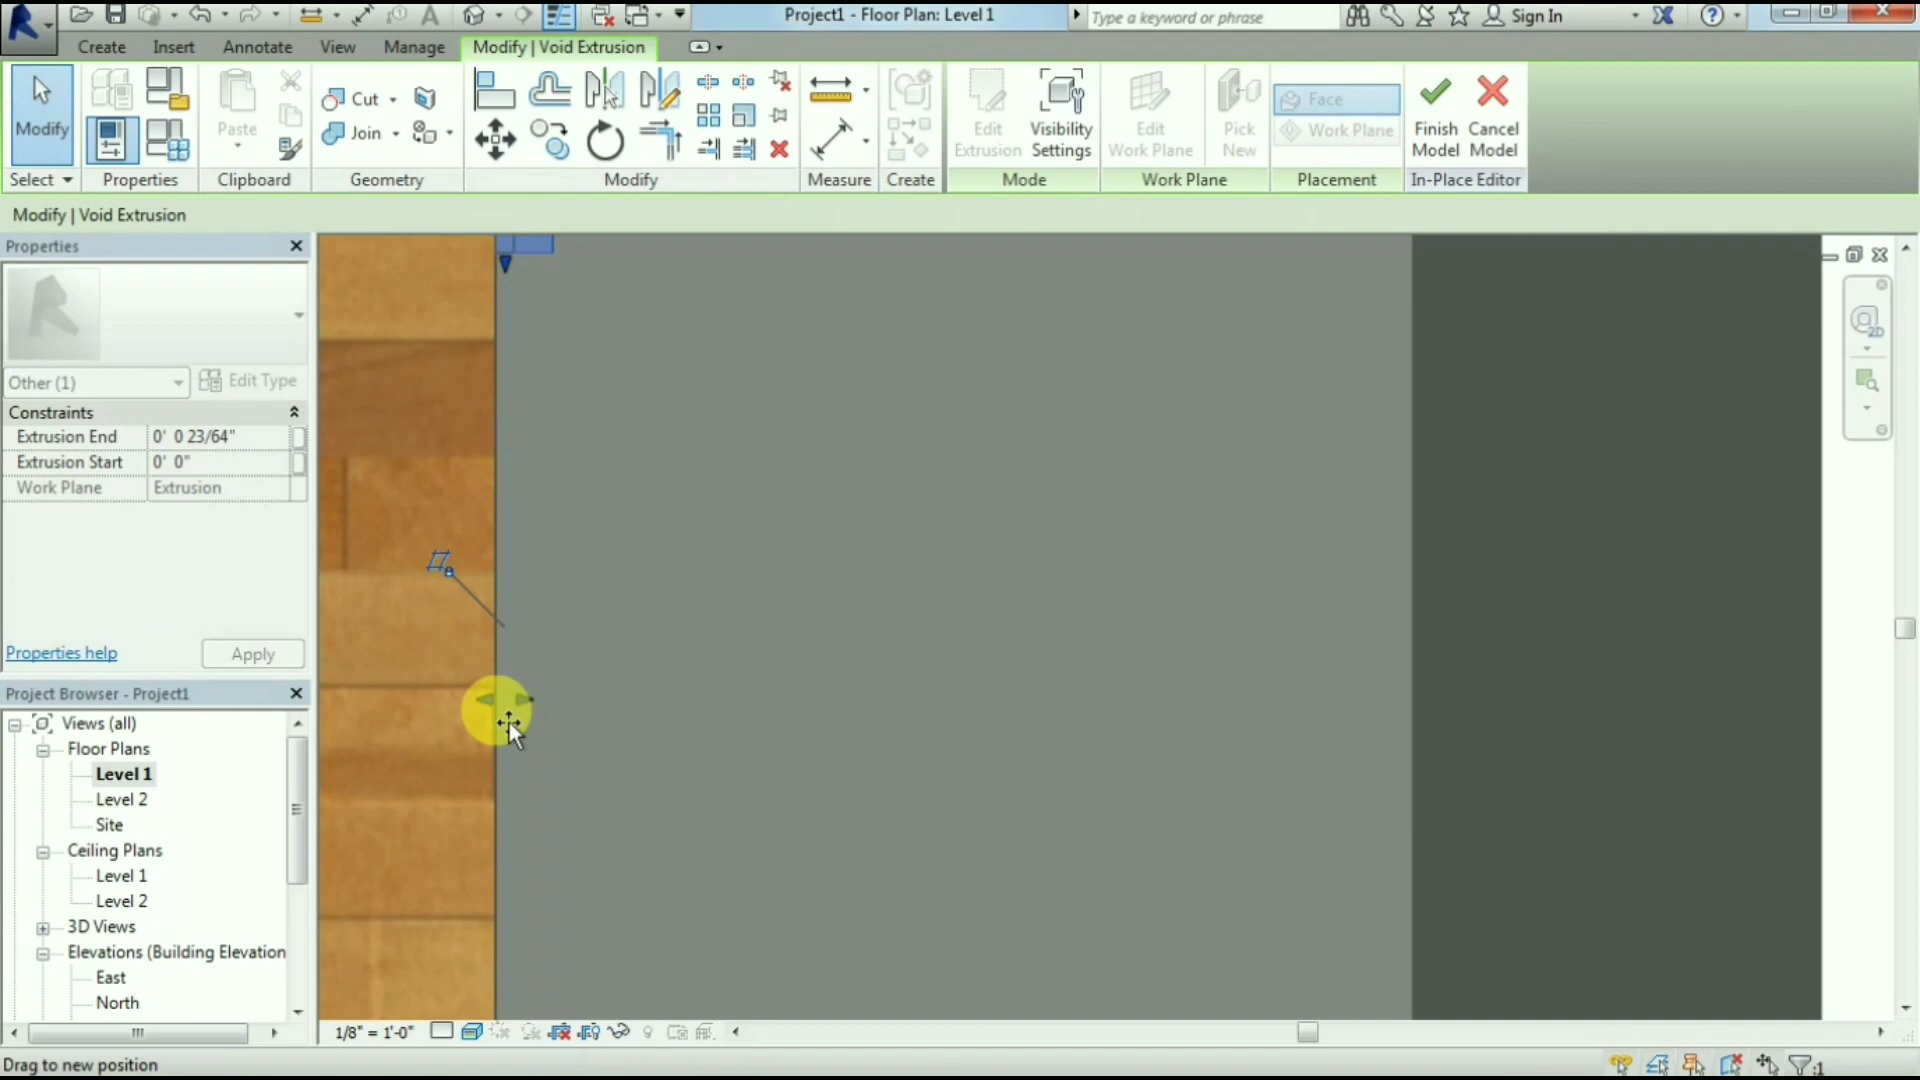 Project1 - Floor Plan: Level 1
Type a keyword or phrase
Sign In
Create
Insert
Annotate
View
Manage
Modify | Void Extrusion
Modify
Paste
Cut
Join
Edit Extrusion
Visibility Settings
Edit Work Plane
Pick New
Face
Work Plane
Finish Model
Cancel Model
Select
Properties
Clipboard
Geometry
Modify
Measure
Create
Mode
Work Plane
Placement
In-Place Editor
Modify | Void Extrusion
Properties
Other (1)
Edit Type
Constraints
Extrusion End 0' 0 23/64"
Extrusion Start 0' 0"
Work Plane Extrusion
Properties help
Apply
Project Browser - Project1
Views (all)
Floor Plans
Level 1
Level 2
Site
Ceiling Plans
Level 1
Level 2
3D Views
Elevations (Building Elevation
East
North
1/8" = 1'-0"
2D
Drag to new position
:1